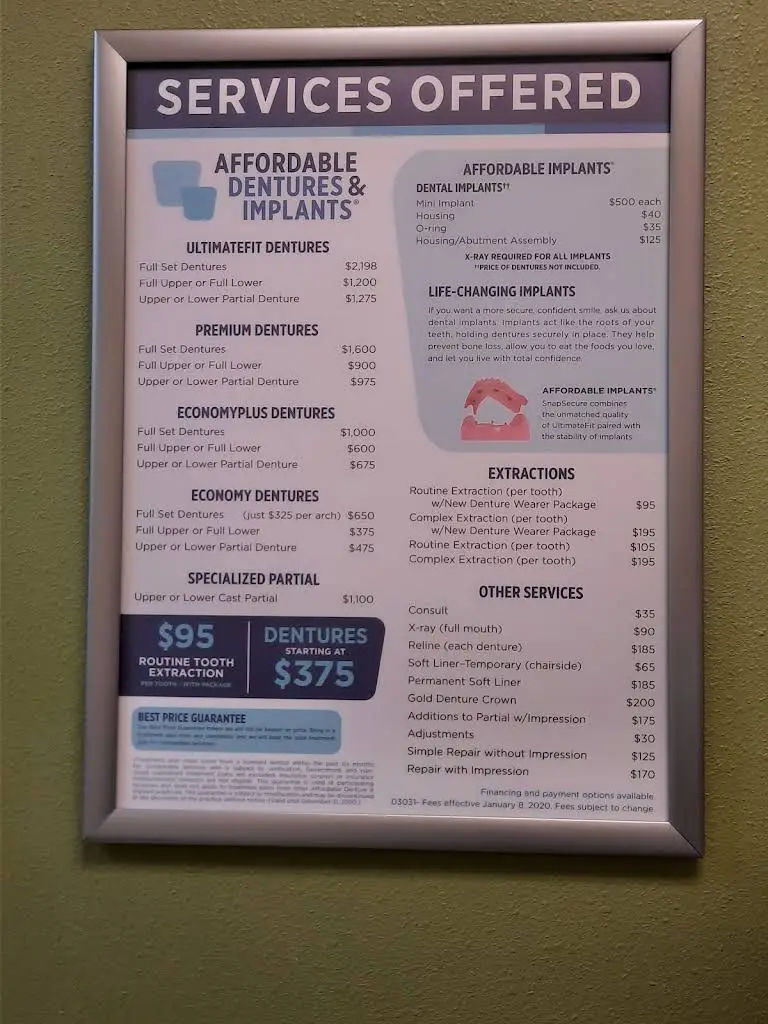 SERVICES OFFERED
AFFORDABLE
DENTURES &
IMPLANTS®
ULTIMATEFIT DENTURES
Full Set Dentures $2,198
Full Upper or Full Lower $1,200
Upper or Lower Partial Denture $1,275
PREMIUM DENTURES
Full Set Dentures $1,600
Full Upper or Full Lower $900
Upper or Lower Partial Denture $975
ECONOMYPLUS DENTURES
Full Set Dentures $1,000
Full Upper or Full Lower $600
Upper or Lower Partial Denture $675
ECONOMY DENTURES
Full Set Dentures (just $325 per arch) $650
Full Upper or Full Lower $375
Upper or Lower Partial Denture $475
SPECIALIZED PARTIAL
Upper or Lower Cast Partial $1,100
$95
ROUTINE TOOTH
EXTRACTION
PER TOOTH - WITH PACKAGE
DENTURES
STARTING AT
$375
BEST PRICE GUARANTEE
AFFORDABLE IMPLANTS®
DENTAL IMPLANTS††
Mini Implant $500 each
Housing $40
O-ring $35
Housing/Abutment Assembly $125
X-RAY REQUIRED FOR ALL IMPLANTS
††PRICE OF DENTURES NOT INCLUDED.
LIFE-CHANGING IMPLANTS
If you want a more secure, confident smile, ask us about
dental implants. Implants act like the roots of your
teeth, holding dentures securely in place. They help
prevent bone loss, allow you to eat the foods you love,
and let you live with total confidence.
AFFORDABLE IMPLANTS®
SnapSecure combines
the unmatched quality
of UltimateFit paired with
the stability of implants
EXTRACTIONS
Routine Extraction (per tooth)
w/New Denture Wearer Package $95
Complex Extraction (per tooth)
w/New Denture Wearer Package $195
Routine Extraction (per tooth) $105
Complex Extraction (per tooth) $195
OTHER SERVICES
Consult $35
X-ray (full mouth) $90
Reline (each denture) $185
Soft Liner-Temporary (chairside) $65
Permanent Soft Liner $185
Gold Denture Crown $200
Additions to Partial w/Impression $175
Adjustments $30
Simple Repair without Impression $125
Repair with Impression $170
Financing and payment options available.
03031- Fees effective January 8, 2020. Fees subject to change.